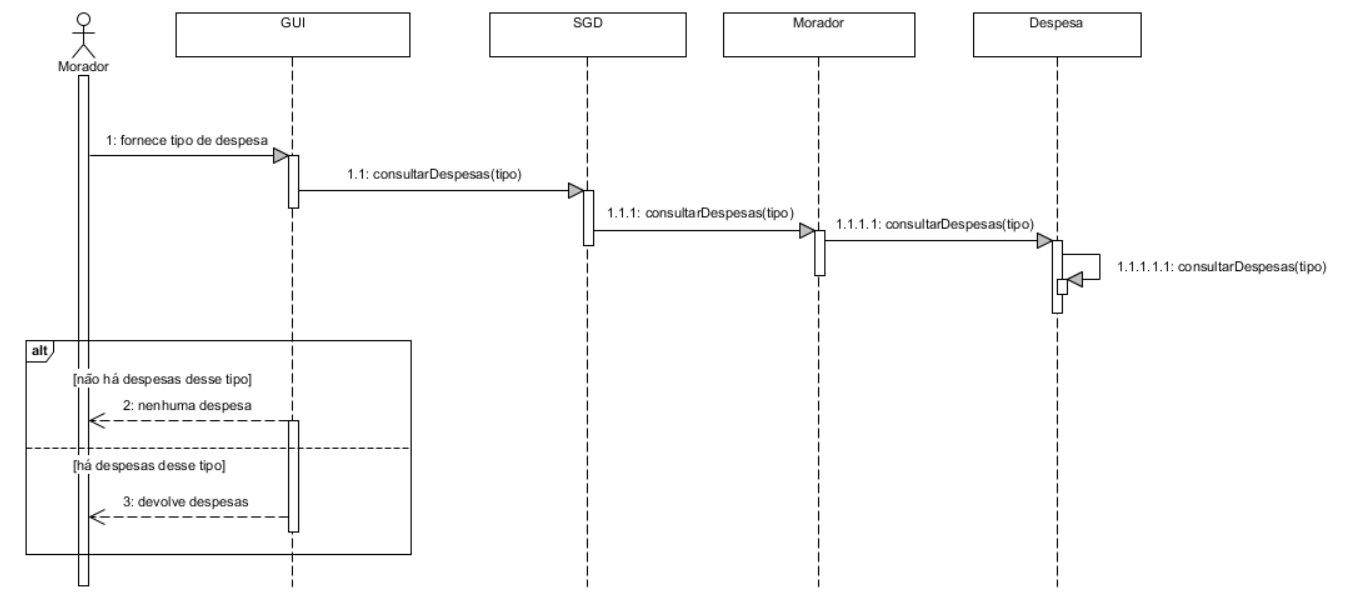 GUI
SGD
Morador
Despesa
Morador
1: fornece tipo de despesa
1.1: consultarDespesas(tipo)
1.1.1: consultarDespesas(tipo)
1.1.1.1: consultarDespesas(tipo)
1.1.1.1.1: consultarDespesas(tipo)
alt
[não há despesas desse tipo]
2: nenhuma despesa
[há despesas desse tipo]
3: devolve despesas